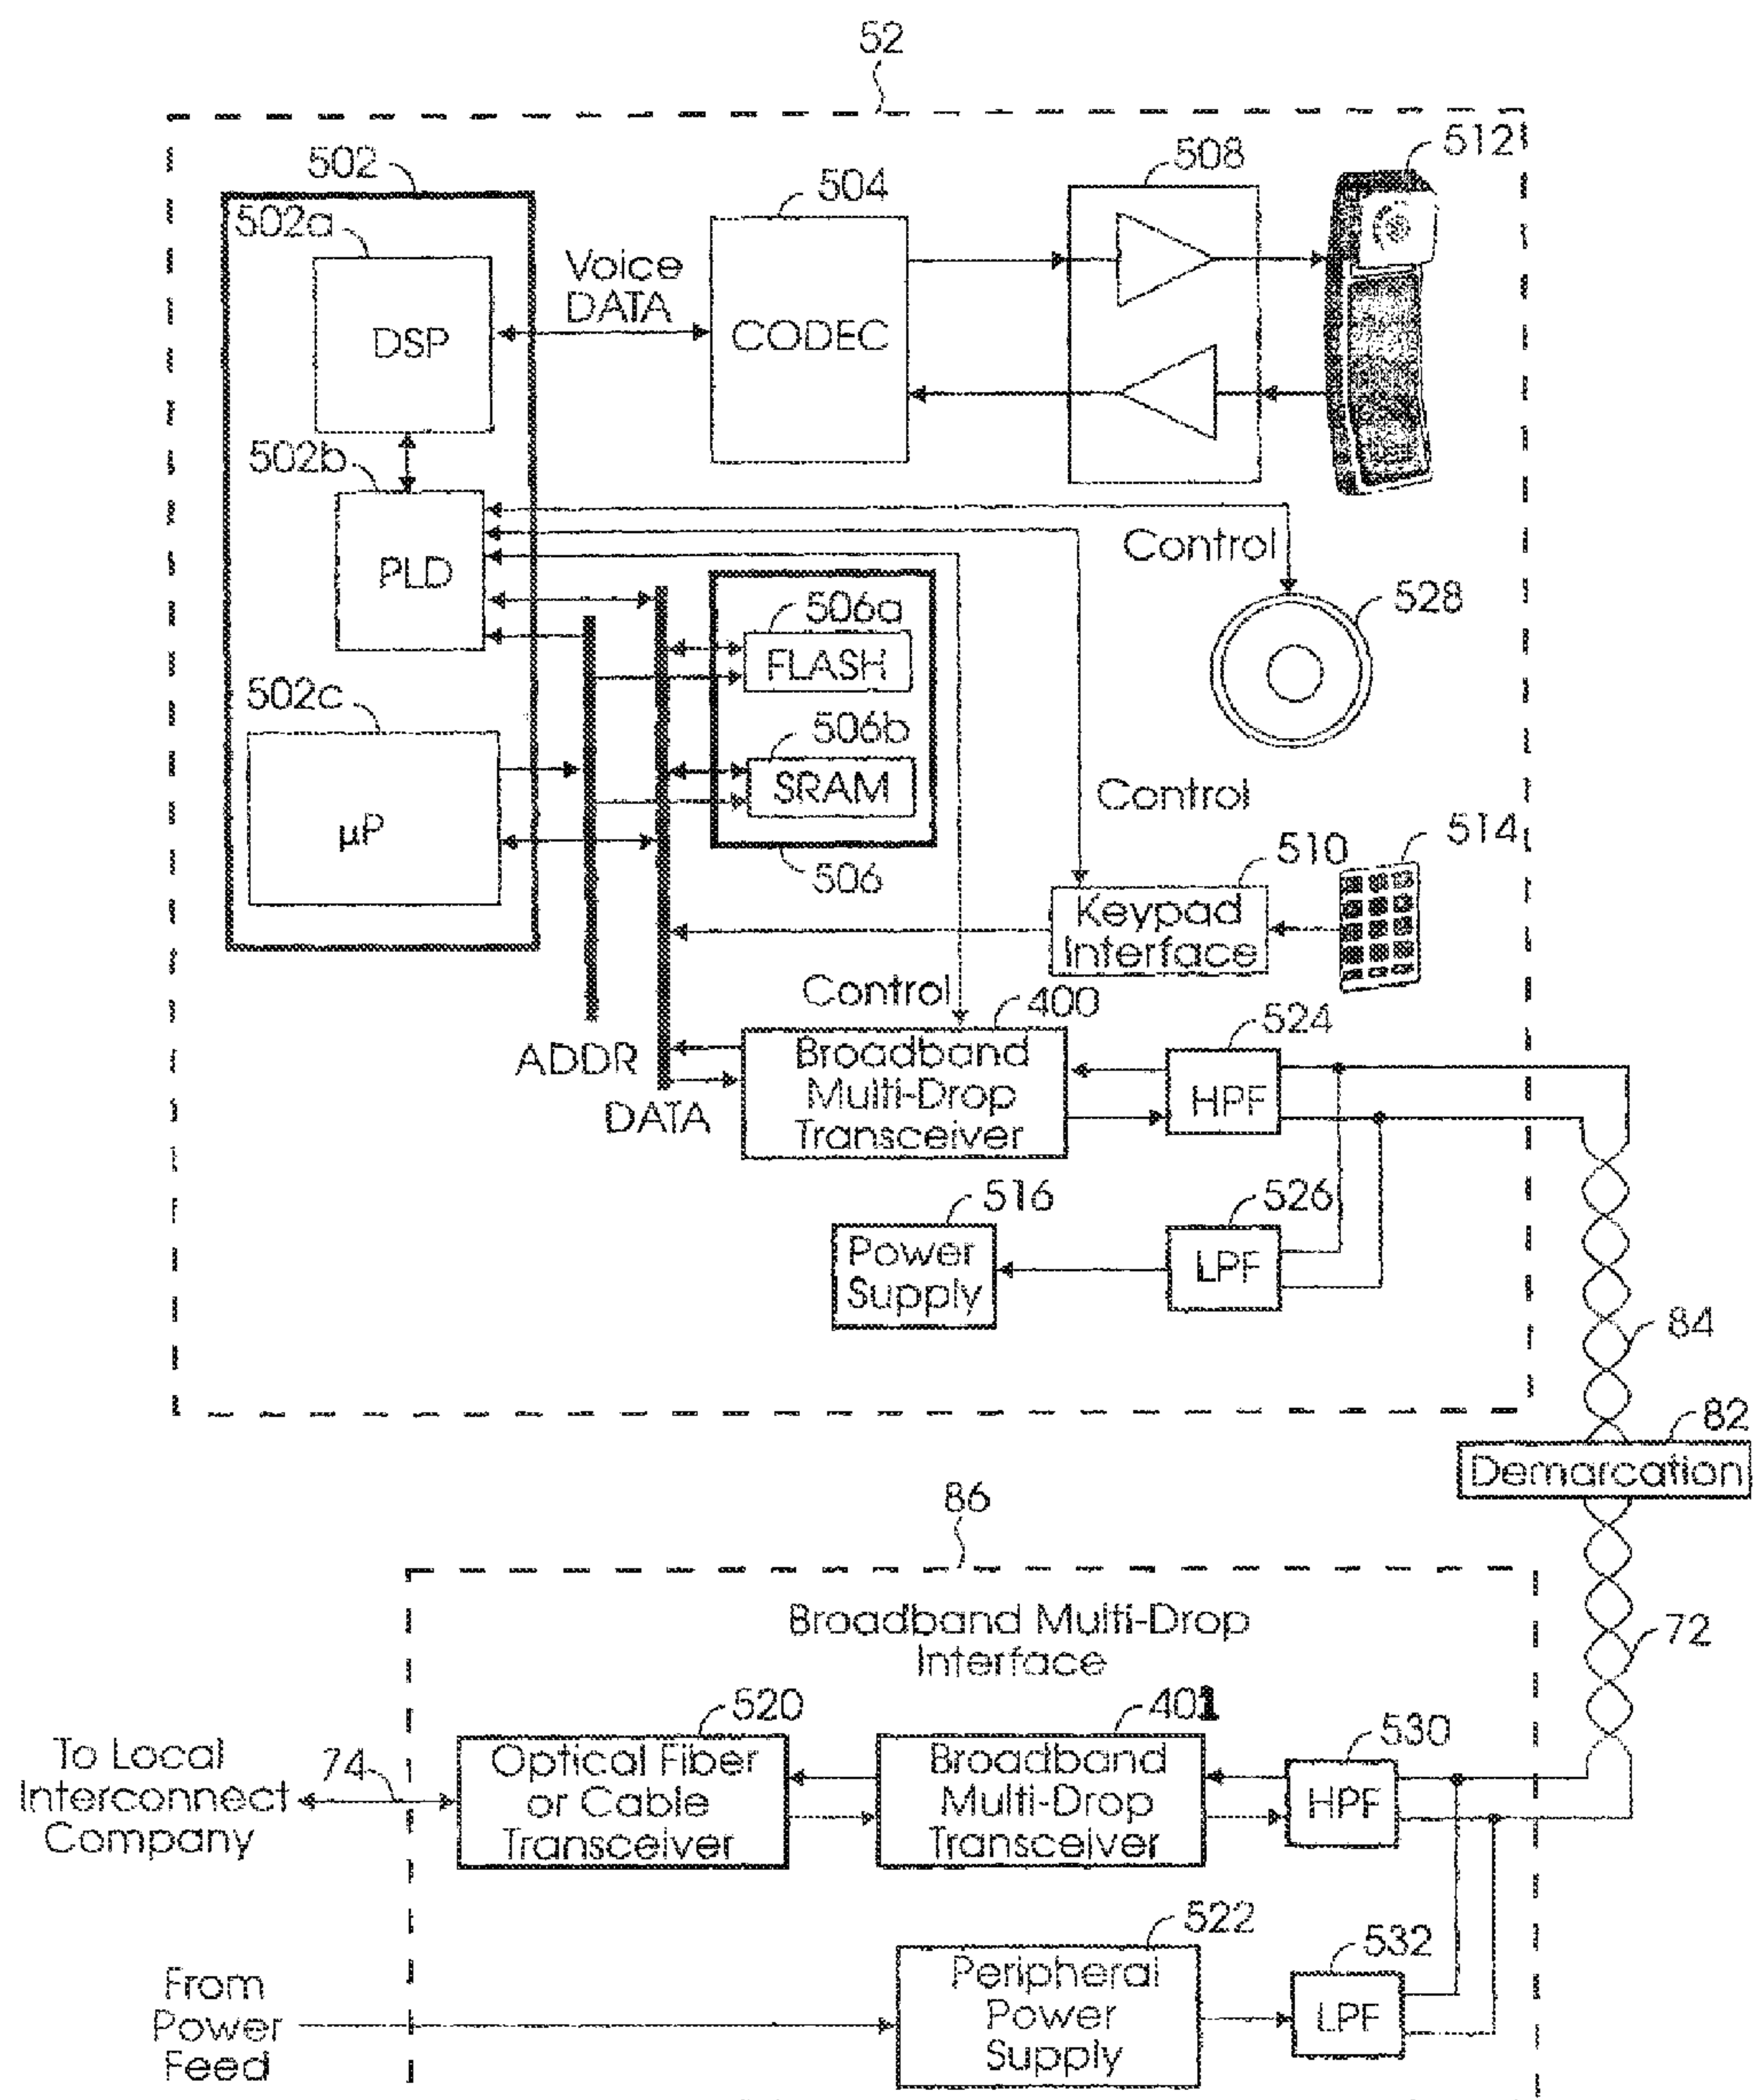 52
502
502a
DSP
Voice
DATA
504
CODEC
508
512
502b
PLD
Control
528
506a
FLASH
506b
SRAM
506
502c
µP
Control
510
Keypad
Interface
514
Control
400
ADDR
DATA
Broadband
Multi-Drop
Transceiver
524
HPF
516
Power
Supply
526
LPF
84
82
Demarcation
86
Broadband Multi-Drop
Interface
72
To Local
Interconnect
Company
74
520
Optical Fiber
or Cable
Transceiver
401
Broadband
Multi-Drop
Transceiver
530
HPF
From
Power
Feed
522
Peripheral
Power
Supply
532
LPF